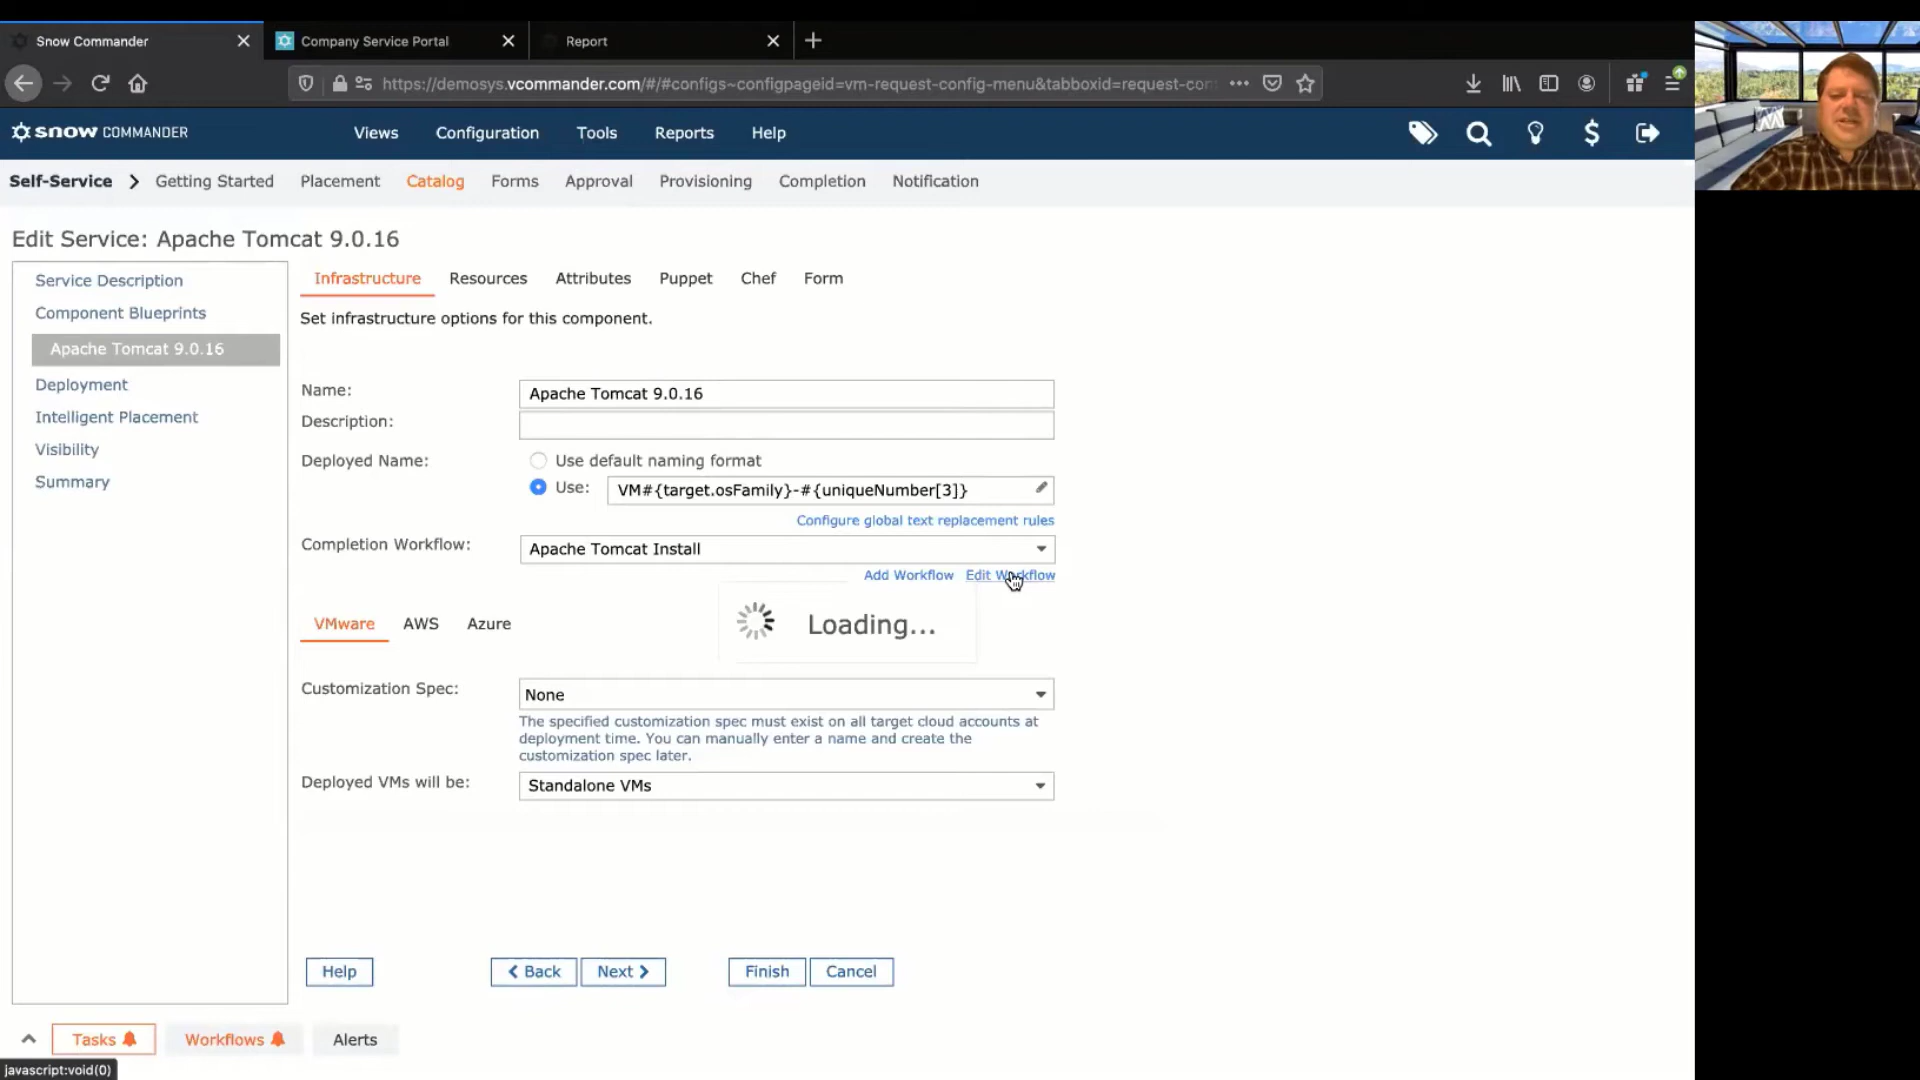 Snow Commander
Company Service Portal
Report
https://demosys.vcommander.com/#/#configs~configpageid=vm-request-config-menu&tabboxid=request-con
snow COMMANDER
Views
Configuration
Tools
Reports
Help
Self-Service
Getting Started
Placement
Catalog
Forms
Approval
Provisioning
Completion
Notification
Edit Service: Apache Tomcat 9.0.16
Service Description
Component Blueprints
Apache Tomcat 9.0.16
Deployment
Intelligent Placement
Visibility
Summary
Infrastructure
Resources
Attributes
Puppet
Chef
Form
Set infrastructure options for this component.
Name:
Apache Tomcat 9.0.16
Description:
Deployed Name:
Use default naming format
Use:
VM#{target.osFamily}-#{uniqueNumber[3]}
Configure global text replacement rules
Completion Workflow:
Apache Tomcat Install
Add Workflow
Edit Workflow
Loading...
VMware
AWS
Azure
Customization Spec:
None
The specified customization spec must exist on all target cloud accounts at
deployment time. You can manually enter a name and create the
customization spec later.
Deployed VMs will be:
Standalone VMs
Help
Back
Next
Finish
Cancel
Tasks
Workflows
Alerts
javascript:void(0)